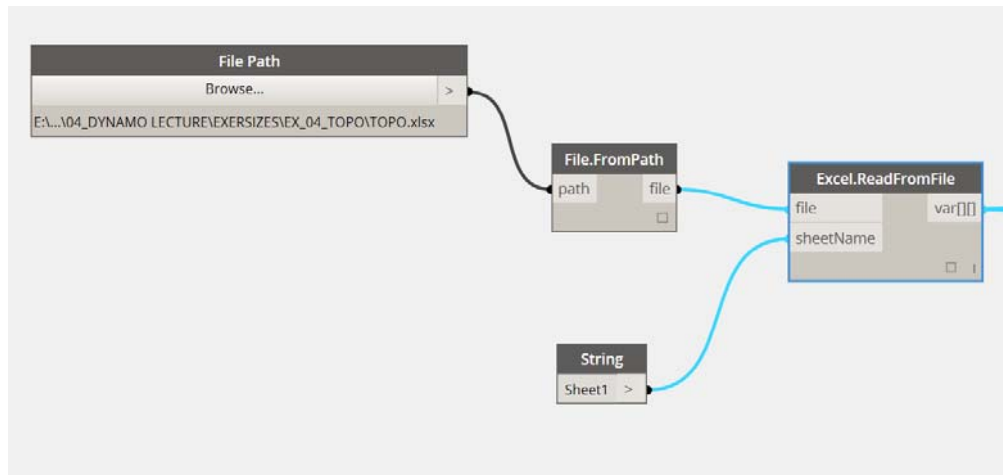 File Path
Browse...
>
E:\...\04_DYNAMO LECTURE\EXERSIZES\EX_04_TOPO\TOPO.xlsx
File.FromPath
path file
Excel.ReadFromFile
file var[][]
sheetName
String
Sheet1 >